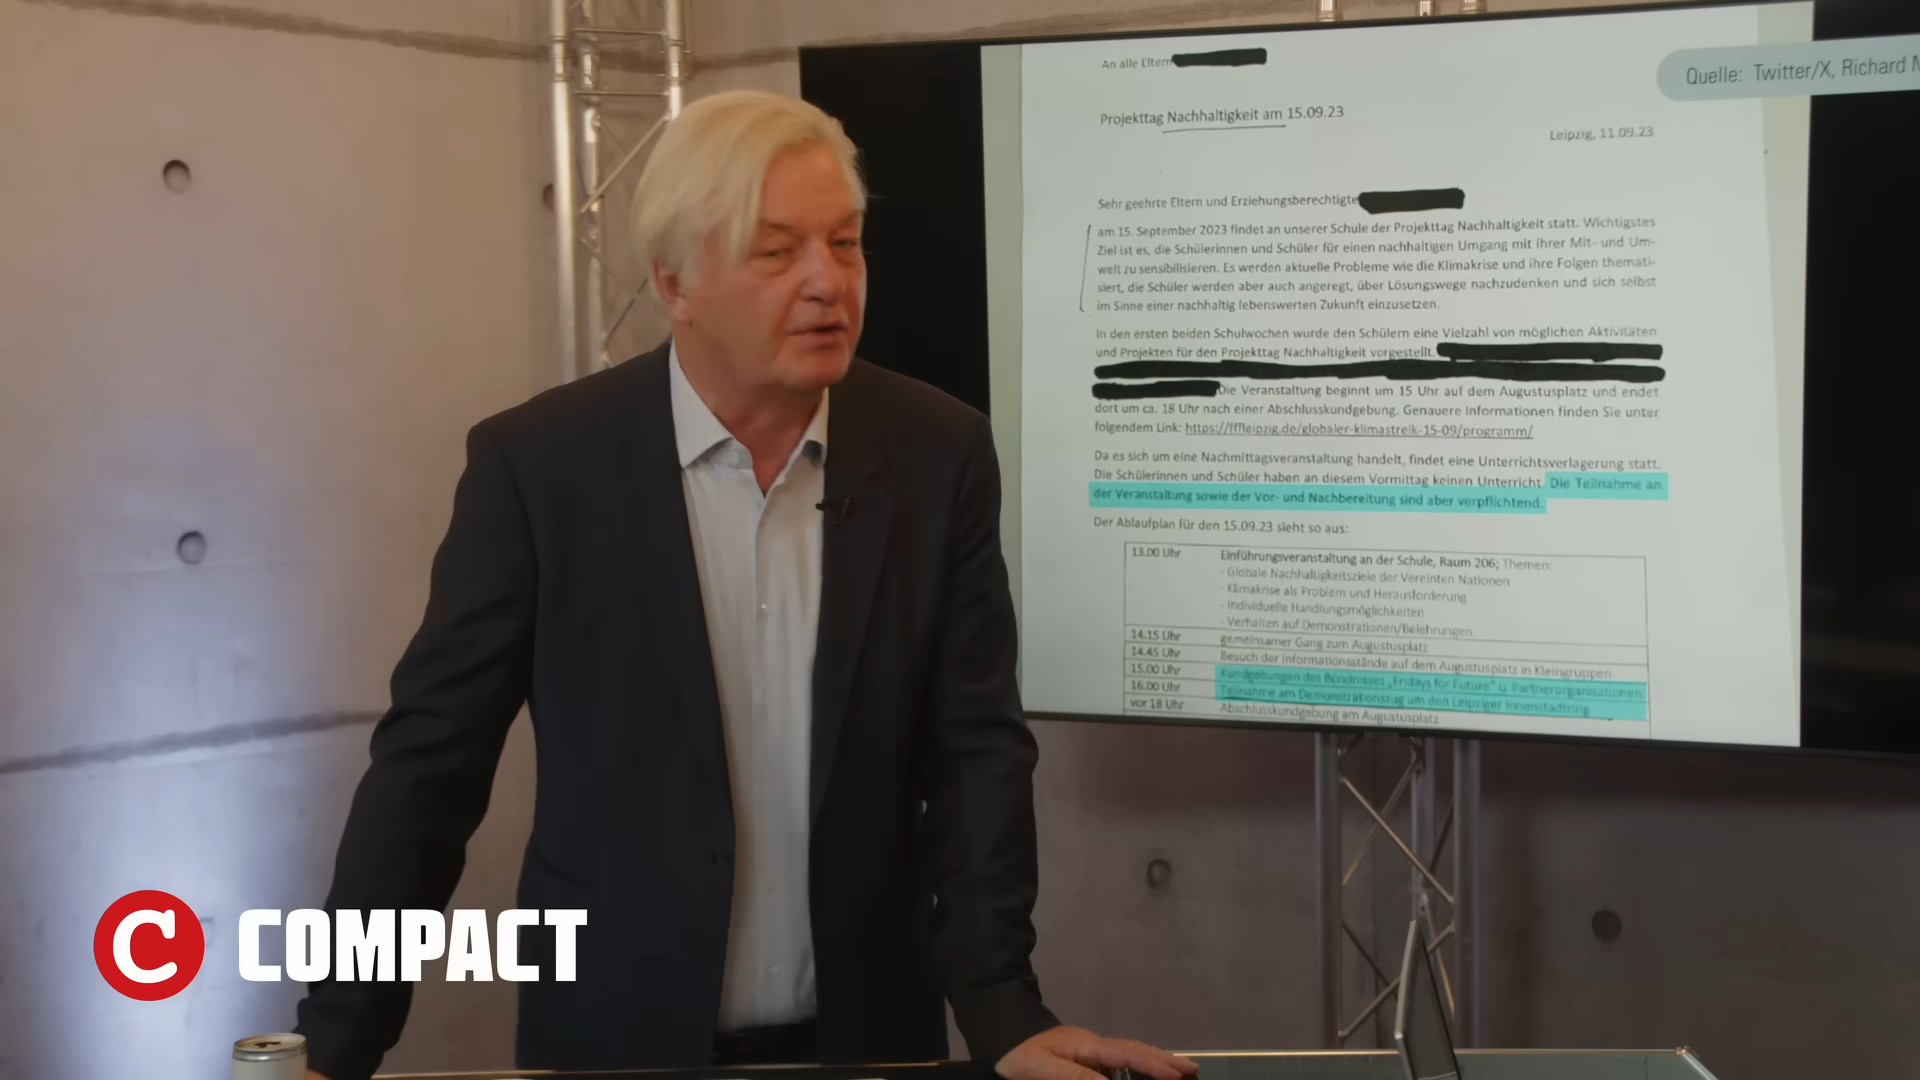 An alle Eltern
Quelle: Twitter/X, Richard
Projekttag Nachhaltigkeit am 15.09.23
Leipzig, 11.09.23
Sehr geehrte Eltern und Erziehungsberechtigte
am 15. September 2023 findet an unserer Schule der Projekttag Nachhaltigkeit statt. Wichtigstes
Ziel ist es, die Schülerinnen und Schüler für einen nachhaltigen Umgang mit ihrer Mit- und Um-
welt zu sensibilisieren. Es werden aktuelle Probleme wie die Klimakrise und ihre Folgen themati-
siert, die Schüler werden aber auch angeregt, über Lösungswege nachzudenken und sich selbst
im Sinne einer nachhaltig lebenswerten Zukunft einzusetzen.
In den ersten beiden Schulwochen wurde den Schülern eine Vielzahl von möglichen Aktivitäten
und Projekten für den Projekttag Nachhaltigkeit vorgestellt.
Die Veranstaltung beginnt um 15 Uhr auf dem Augustusplatz und endet
dort um ca. 18 Uhr nach einer Abschlusskundgebung. Genauere Informationen finden Sie unter
folgendem Link: https://fffleipzig.de/globaler-klimastreik-15-09/programm/
Da es sich um eine Nachmittagsveranstaltung handelt, findet eine Unterrichtsverlagerung statt.
Die Schülerinnen und Schüler haben an diesem Vormittag keinen Unterricht. Die Teilnahme an
der Veranstaltung sowie der Vor- und Nachbereitung sind aber verpflichtend.
Der Ablaufplan für den 15.09.23 sieht so aus:
13.00 Uhr Einführungsveranstaltung an der Schule, Raum 206; Themen:
- Globale Nachhaltigkeitsziele der Vereinten Nationen
- Klimakrise als Problem und Herausforderung
- Individuelle Handlungsmöglichkeiten
- Verhalten auf Demonstrationen/Belehrungen
14.15 Uhr gemeinsamer Gang zum Augustusplatz
14.45 Uhr Besuch der Informationsstände auf dem Augustusplatz in Kleingruppen
15.00 Uhr Kundgebungen des Bündnisses „Fridays for Future" u. Partnerorganisationen
16.00 Uhr Teilnahme am Demonstrationszug um den Leipziger Innenstadtring
vor 18 Uhr Abschlusskundgebung am Augustusplatz
C COMPACT